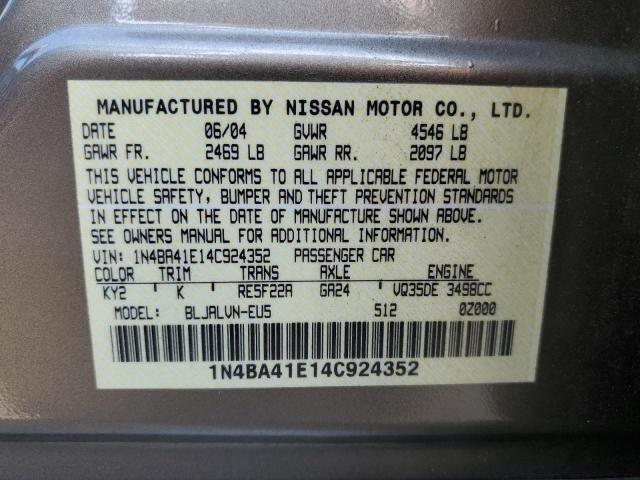 MANUFACTURED BY NISSAN MOTOR CO., LTD.
DATE 06/04 GVWR 4546 LB
GAWR FR. 2469 LB GAWR RR. 2097 LB
THIS VEHICLE CONFORMS TO ALL APPLICABLE FEDERAL MOTOR
VEHICLE SAFETY, BUMPER AND THEFT PREVENTION STANDARDS
IN EFFECT ON THE DATE OF MANUFACTURE SHOWN ABOVE.
SEE OWNERS MANUAL FOR ADDITIONAL INFORMATION.
VIN: 1N4BA41E14C924352 PASSENGER CAR
COLOR TRIM TRANS AXLE ENGINE
KY2 K RE5F22A GA24 VQ35DE 3498CC
MODEL: BLJALVN-EU5 512 0Z000
1N4BA41E14C924352